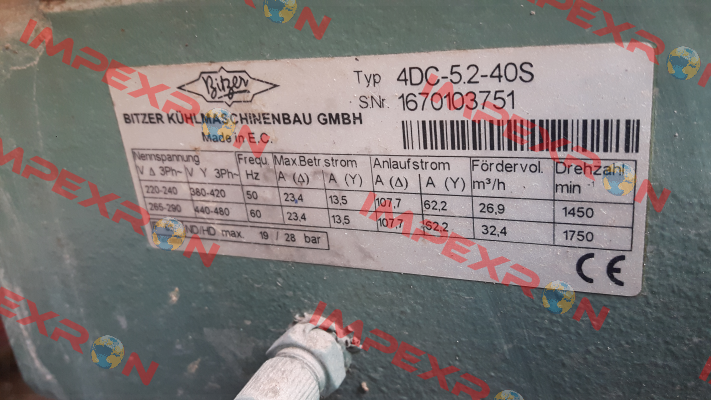 Bitzer
Typ 4DC-5.2-40S
S.Nr. 1670103751
BITZER KÜHLMASCHINENBAU GMBH
Made in E.C.
Nennspannung Frequ. Max Betr strom Anlaufstrom Fördervol. Drehzahl
V Δ 3Ph~ V Y 3Ph~ Hz A (Δ) A (Y) A (Δ) A (Y) m³/h min
220-240 380-420 50 23,4 13,5 107,7 62,2 26,9 1450
265-290 440-480 60 23,4 13,5 107,7 62,2 32,4 1750
ND/HD max. 19 / 28 bar
CE
IMPEXRON
IMPEXRON
IMPEXRON
IMPEXRON
IMPEXRON
IMPEXRON